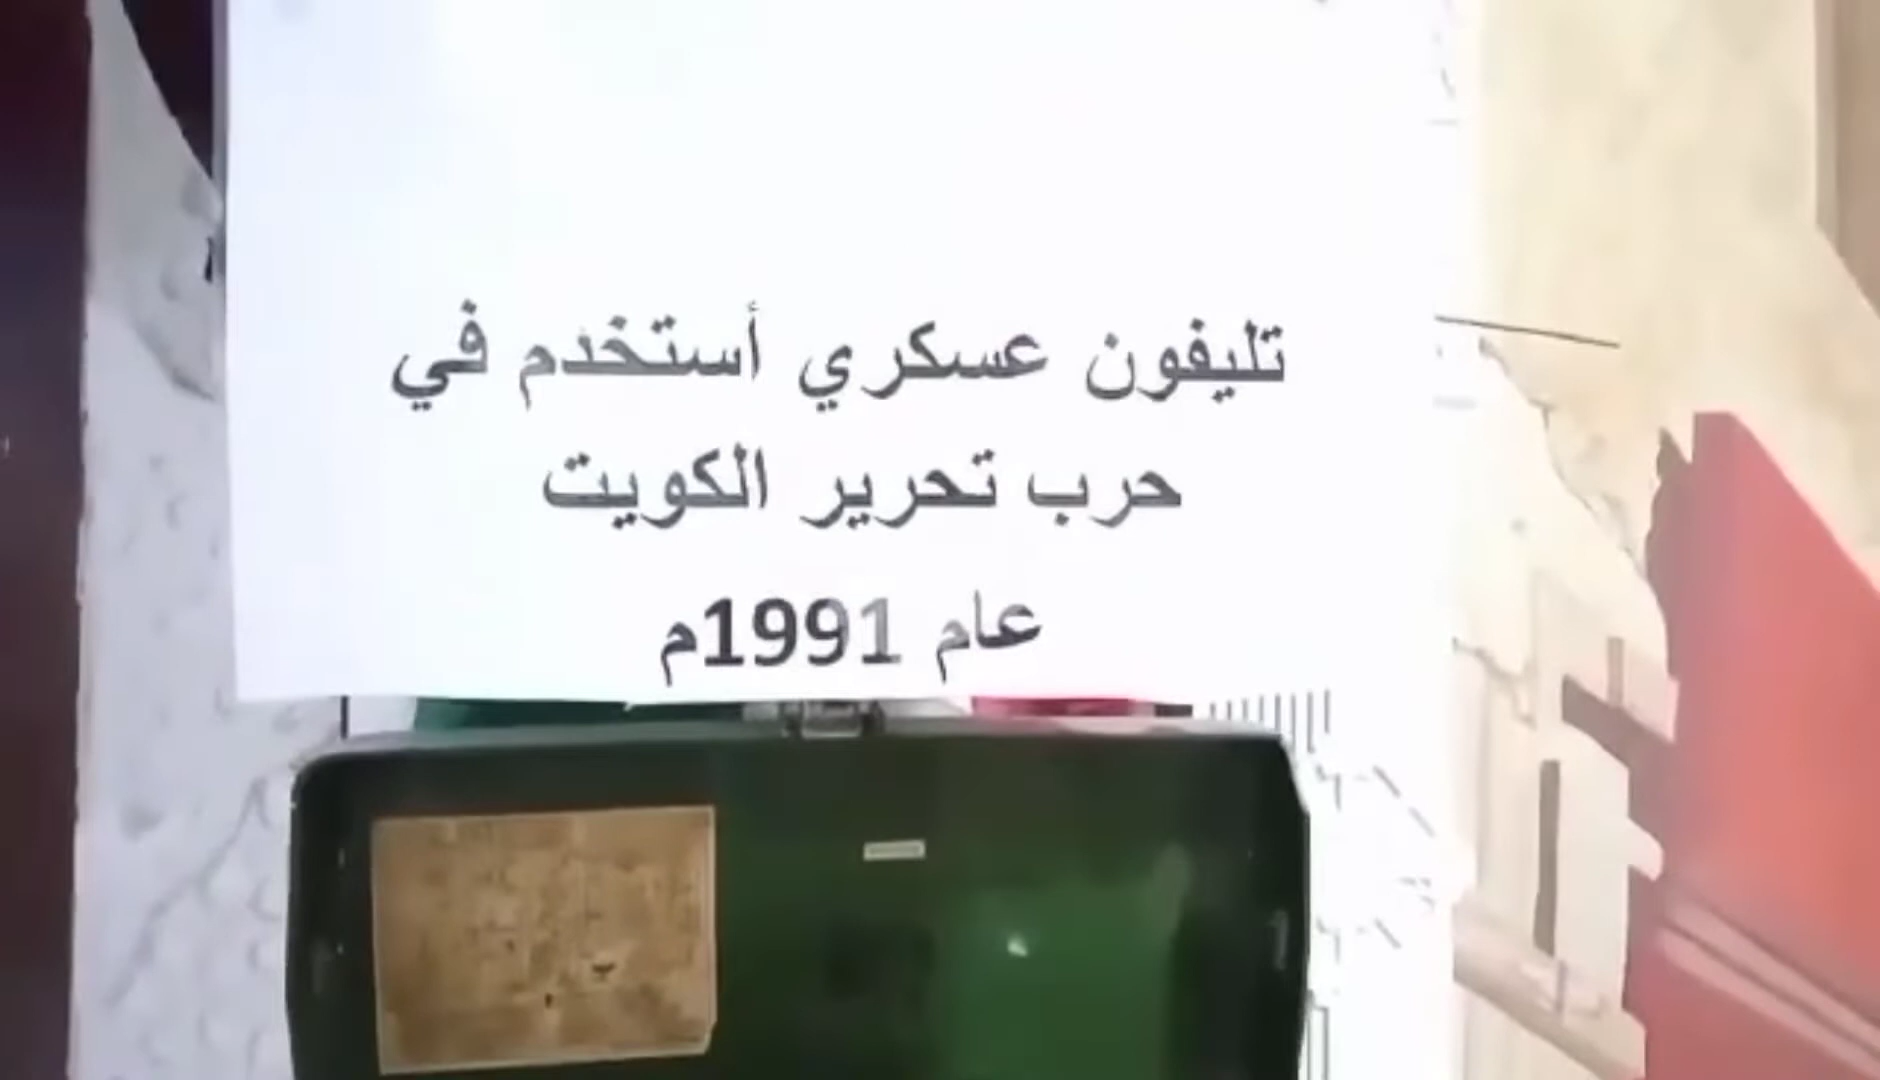 تليفون عسكري أستخدم في
حرب تحرير الكويت
عام 1991م